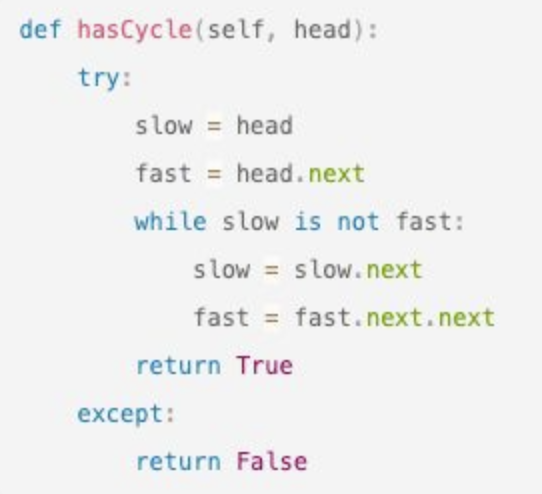 def hasCycle(self, head):
    try:
        slow = head
        fast = head.next
        while slow is not fast:
            slow = slow.next
            fast = fast.next.next
        return True
    except:
        return False